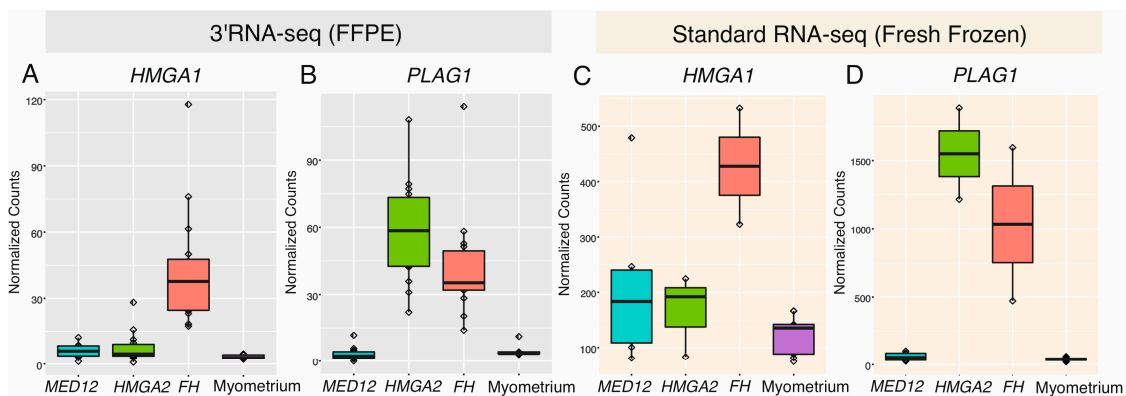 3'RNA-seq (FFPE)
Standard RNA-seq (Fresh Frozen)
A
HMGA1
B
PLAG1
C
HMGA1
D
PLAG1
Normalized Counts
120
90
60
30
0
MED12 HMGA2 FH Myometrium
Normalized Counts
90
60
30
0
MED12 HMGA2 FH Myometrium
Normalized Counts
500
400
300
200
100
MED12 HMGA2 FH Myometrium
Normalized Counts
1500
1000
500
0
MED12 HMGA2 FH Myometrium